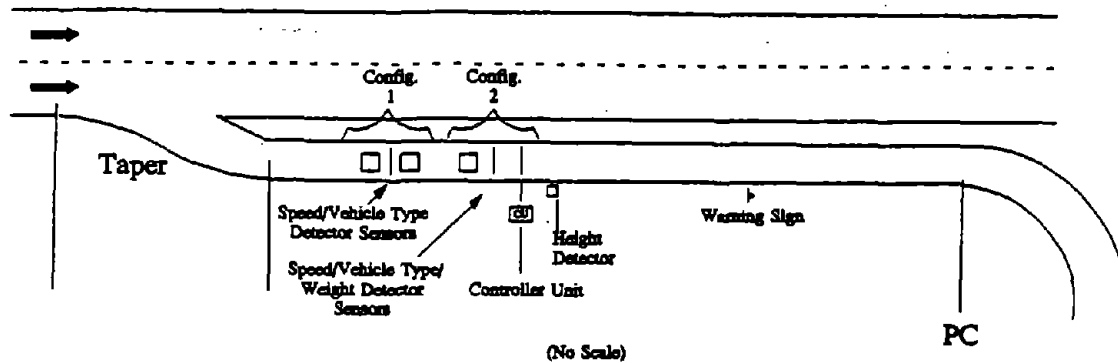 Config.
1
Config.
2
Taper
Speed/Vehicle Type
Detector Sensors
Speed/Vehicle Type/
Weight Detector
Sensors
CU
Controller Unit
Height
Detector
Warning Sign
PC
(No Scale)